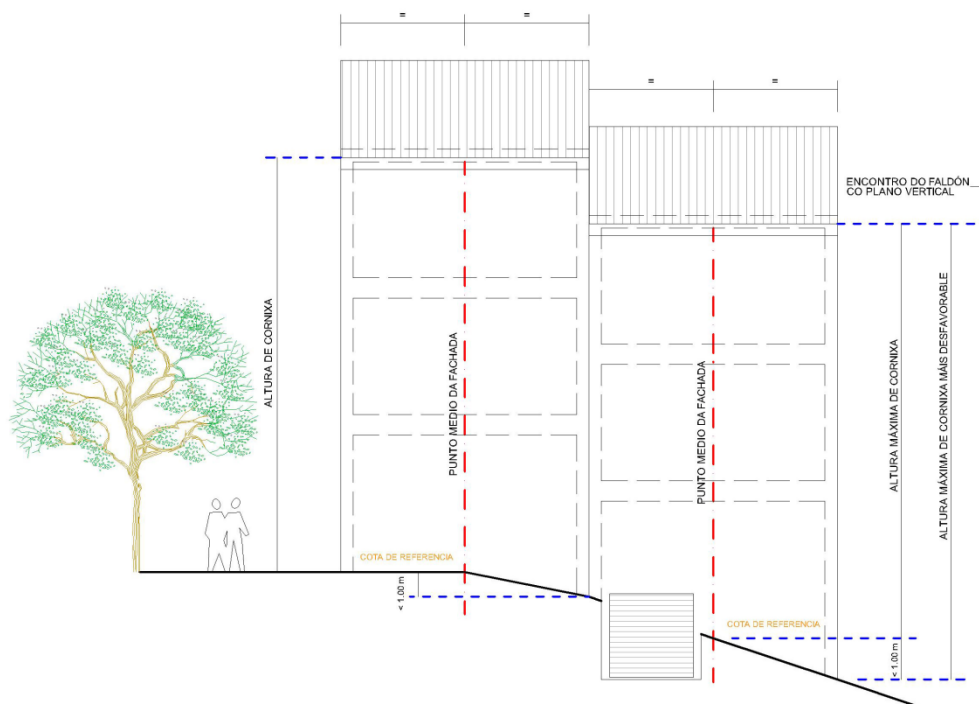 =
=
=
=
ENCONTRO DO FALDÓN
CO PLANO VERTICAL
ALTURA DE CORNIXA
PUNTO MEDIO DA FACHADA
PUNTO MEDIO DA FACHADA
ALTURA MÁXIMA DE CORNIXA
ALTURA MÁXIMA DE CORNIXA MÁIS DESFAVORABLE
COTA DE REFERENCIA
< 1.00 m
COTA DE REFERENCIA
< 1.00 m